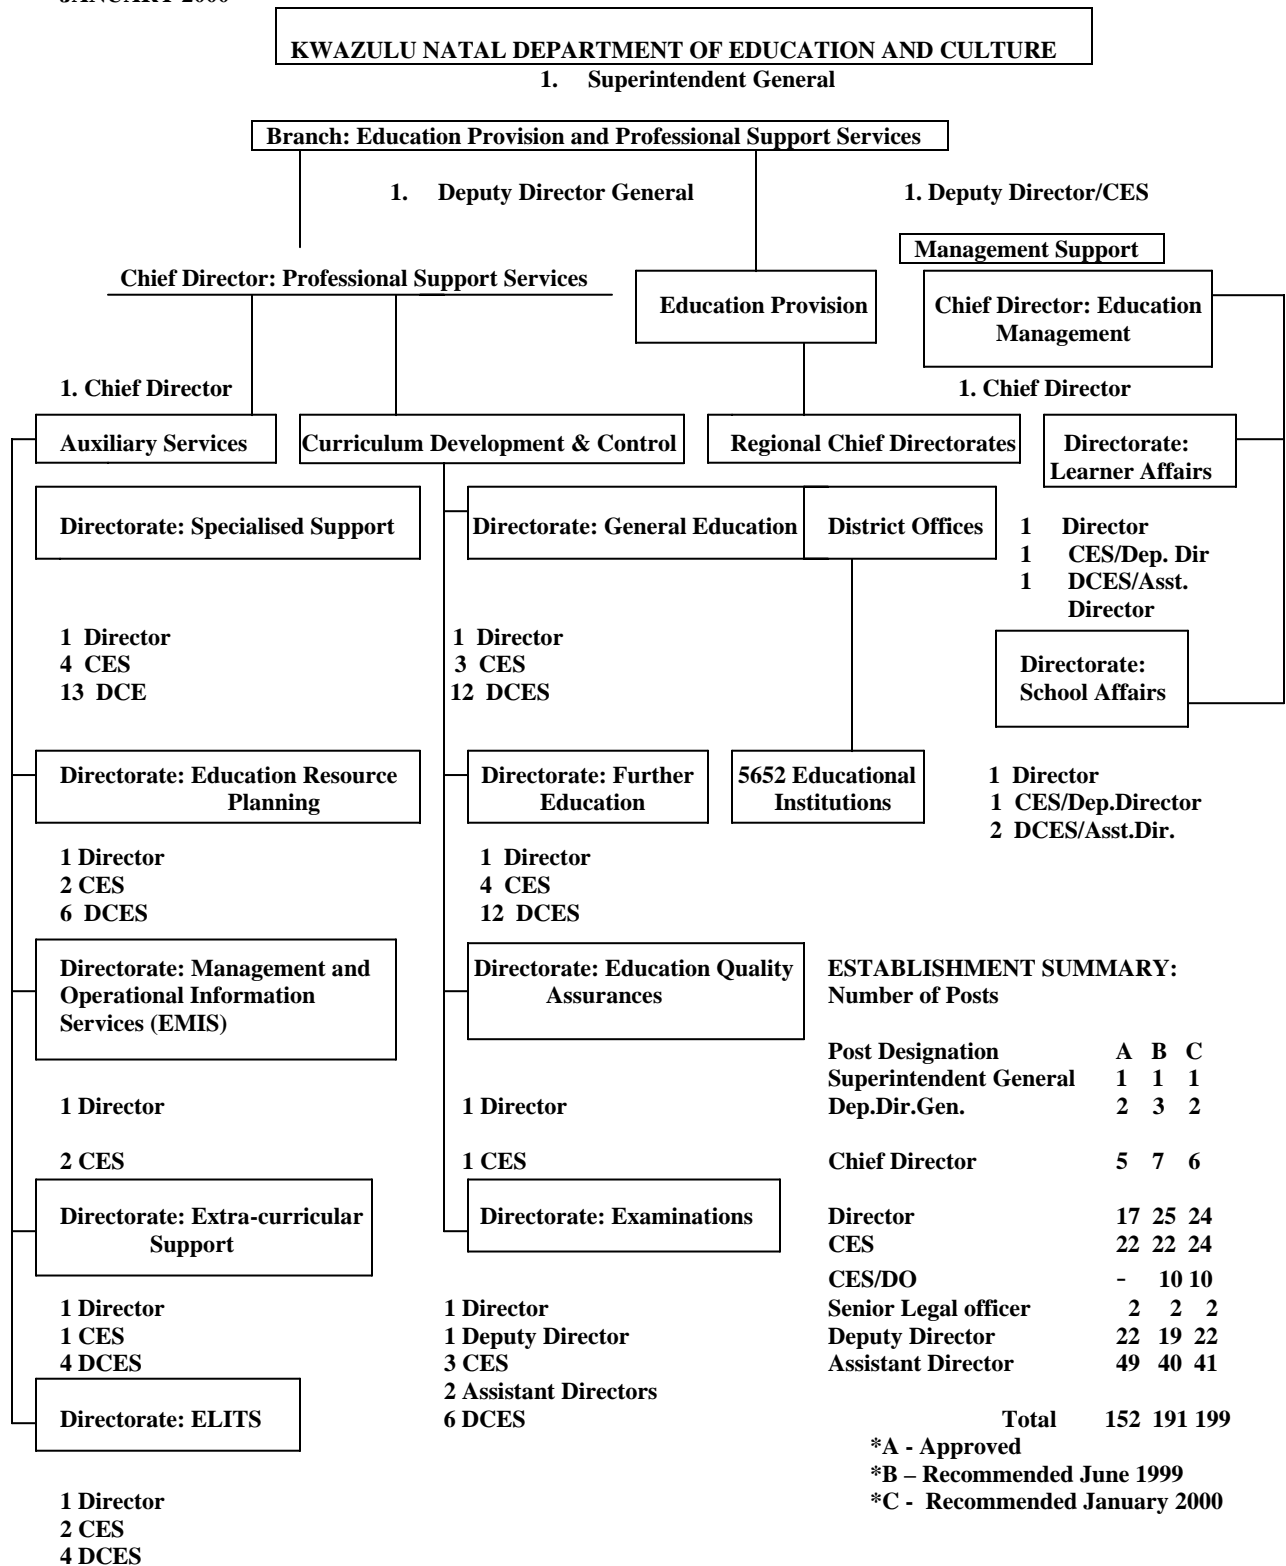 JANUARY 2000
KWAZULU NATAL DEPARTMENT OF EDUCATION AND CULTURE
1. Superintendent General
Branch: Education Provision and Professional Support Services
1. Deputy Director General
1. Deputy Director/CES
Management Support
Chief Director: Professional Support Services
Education Provision
Chief Director: Education
Management
1. Chief Director
1. Chief Director
Auxiliary Services
Curriculum Development & Control
Regional Chief Directorates
Directorate:
Learner Affairs
Directorate: Specialised Support
Directorate: General Education
District Offices
1 Director
1 CES/Dep. Dir
1 DCES/Asst.
Director
1 Director
4 CES
13 DCE
1 Director
3 CES
12 DCES
Directorate:
School Affairs
Directorate: Education Resource
Planning
Directorate: Further
Education
5652 Educational
Institutions
1 Director
1 CES/Dep.Director
2 DCES/Asst.Dir.
1 Director
2 CES
6 DCES
1 Director
4 CES
12 DCES
Directorate: Management and
Operational Information
Services (EMIS)
Directorate: Education Quality
Assurances
1 Director
2 CES
1 Director
1 CES
Directorate: Extra-curricular
Support
Directorate: Examinations
1 Director
1 CES
4 DCES
1 Director
1 Deputy Director
3 CES
2 Assistant Directors
6 DCES
Directorate: ELITS
1 Director
2 CES
4 DCES
ESTABLISHMENT SUMMARY:
Number of Posts
Post Designation A B C
Superintendent General 1 1 1
Dep.Dir.Gen. 2 3 2
Chief Director 5 7 6
Director 17 25 24
CES 22 22 24
CES/DO - 10 10
Senior Legal officer 2 2 2
Deputy Director 22 19 22
Assistant Director 49 40 41
Total 152 191 199
*A - Approved
*B – Recommended June 1999
*C - Recommended January 2000